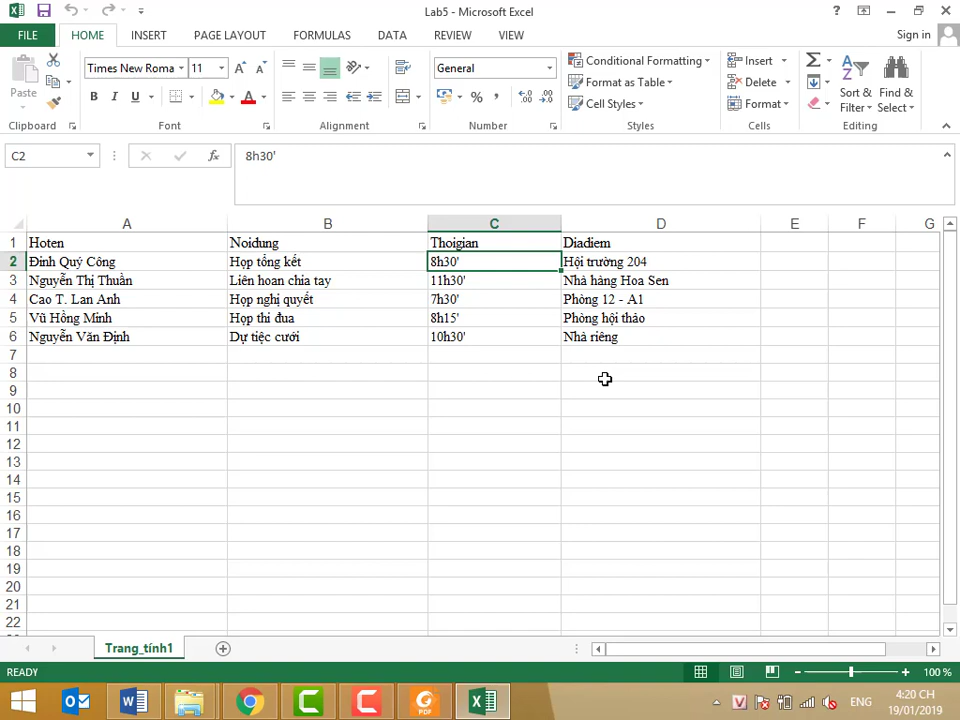 Lab5 - Microsoft Excel
?
FILE HOME INSERT PAGE LAYOUT FORMULAS DATA REVIEW VIEW Sign in
Paste
Times New Roma 11
B I U
General
% ,
Conditional Formatting
Format as Table
Cell Styles
Insert
Delete
Format
Sort & Filter
Find & Select
Clipboard Font Alignment Number Styles Cells Editing
C2 fx 8h30'
A B C D E F G
1 Hoten Noidung Thoigian Diadiem
2 Đinh Quý Công Họp tổng kết 8h30' Hội trường 204
3 Nguyễn Thị Thuần Liên hoan chia tay 11h30' Nhà hàng Hoa Sen
4 Cao T. Lan Anh Họp nghị quyết 7h30' Phòng 12 - A1
5 Vũ Hồng Minh Họp thi đua 8h15' Phòng hội thảo
6 Nguyễn Văn Định Dự tiệc cưới 10h30' Nhà riêng
7
8
9
10
11
12
13
14
15
16
17
18
19
20
21
22
Trang_tính1
READY 100 %
PDF
ENG
4:20 CH
19/01/2019